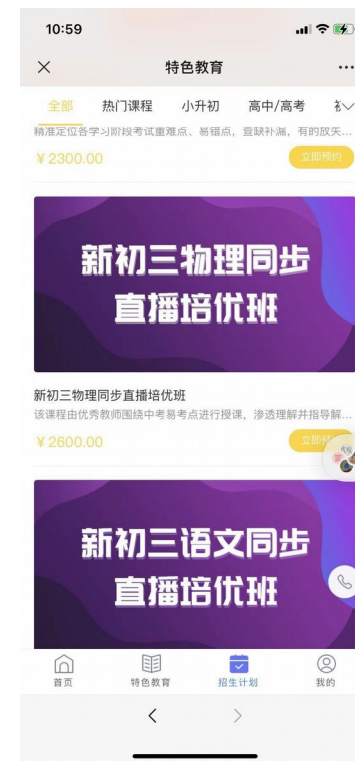 10:59
特色教育
全部 热门课程 小升初 高中/高考
精准定位各学习阶段考试重难点、易错点，查缺补漏，有的放矢...
¥2300.00 立即预约
新初三物理同步
直播培优班
新初三物理同步直播培优班
该课程由优秀教师围绕中考易考点进行授课，渗透理解并指导解...
¥2600.00 立即预
新初三语文同步
直播培优班
首页 特色教育 招生计划 我的